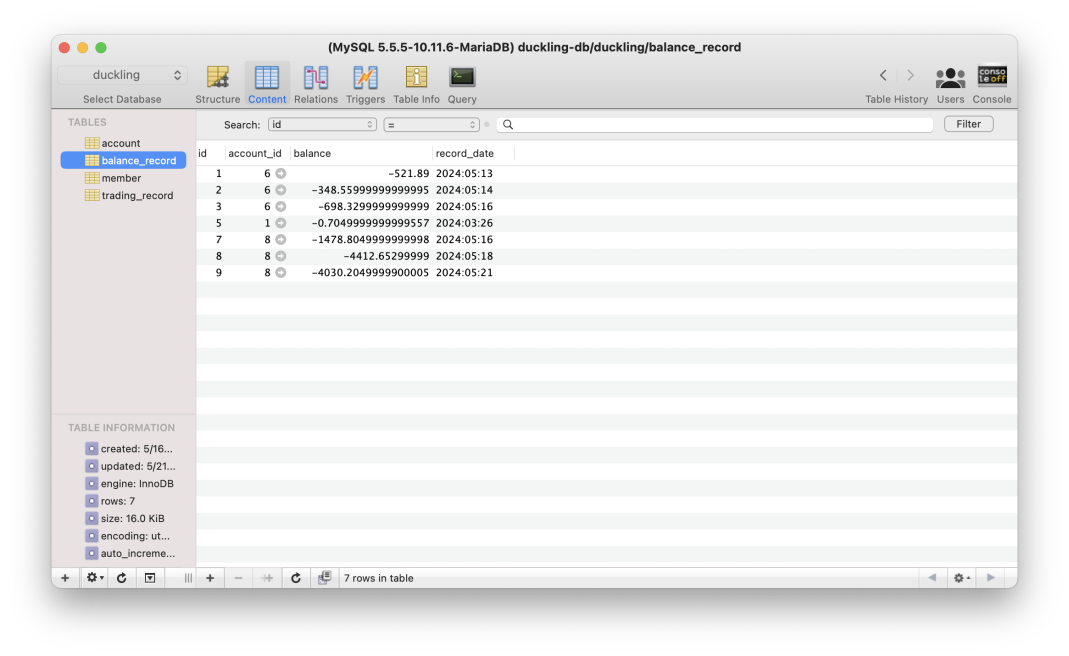 (MySQL 5.5.5-10.11.6-MariaDB) duckling-db/duckling/balance_record
duckling
Select Database
Structure Content Relations Triggers Table Info Query
Table History Users Console
conso
le off
TABLES
account
balance_record
member
trading_record
Search: id = Filter
id account_id balance record_date
1 6 -521.89 2024:05:13
2 6 -348.55999999999995 2024:05:14
3 6 -698.3299999999999 2024:05:16
5 1 -0.7049999999999557 2024:03:26
7 8 -1478.8049999999998 2024:05:16
8 8 -4412.65299999 2024:05:18
9 8 -4030.2049999900005 2024:05:21
TABLE INFORMATION
created: 5/16...
updated: 5/21...
engine: InnoDB
rows: 7
size: 16.0 KiB
encoding: ut...
auto_increme...
7 rows in table